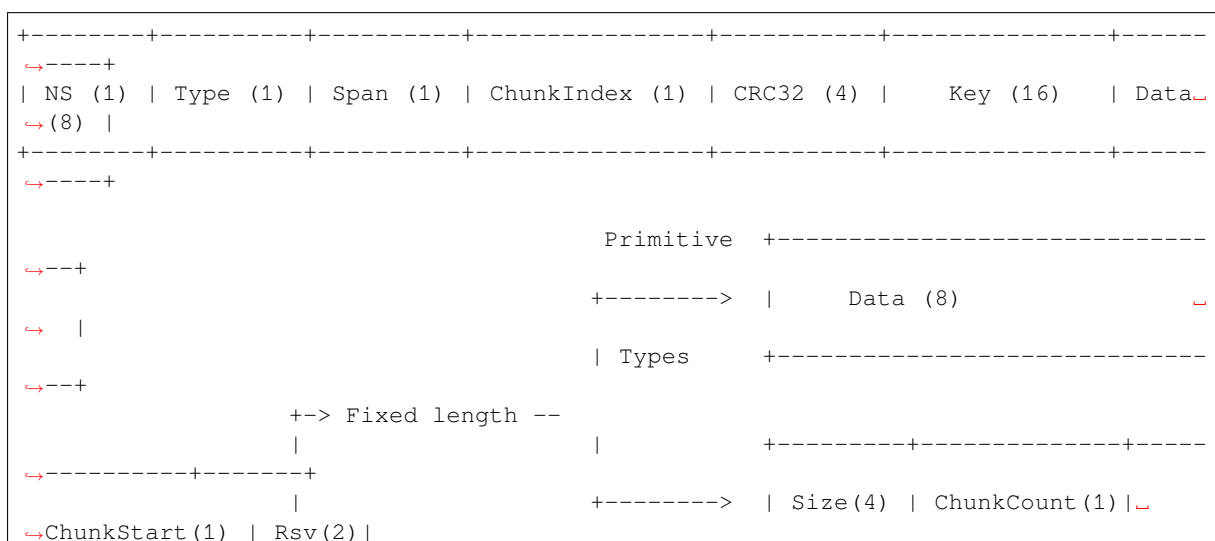 +--------+----------+----------+---------------+-----------+--------------+------
↪----+
| NS (1) | Type (1) | Span (1) | ChunkIndex (1) | CRC32 (4) |    Key (16)   | Data␣
↪(8) |
+--------+----------+----------+---------------+-----------+--------------+------
↪----+
Primitive  +-----------------------------
↪--+
+-------->  |     Data (8)                ␣
↪  |
| Types     +-----------------------------
↪--+
+-> Fixed length --
|                    |           +---------+--------------+-----
↪----------+-------+
|                    +-------->  | Size(4) | ChunkCount(1)|␣
↪ChunkStart(1) | Rsv(2)|